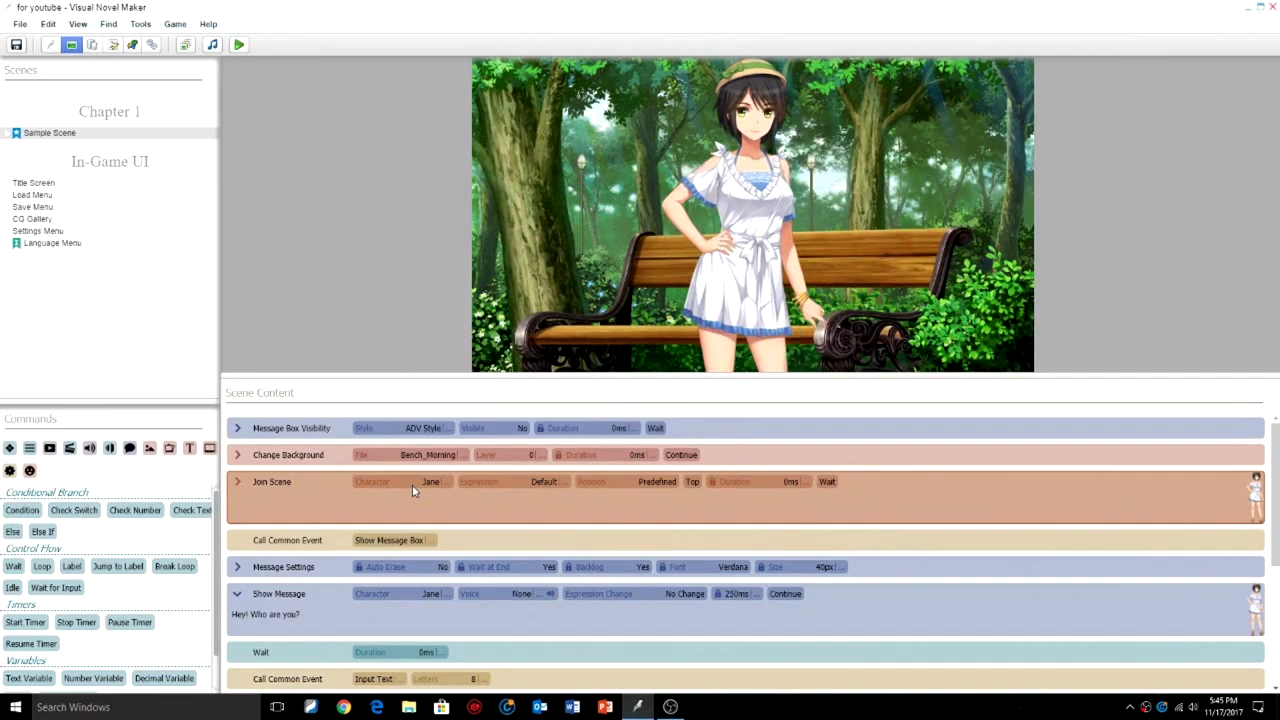 for youtube - Visual Novel Maker
File Edit View Find Tools Game Help
Scenes
Chapter 1
Sample Scene
In-Game UI
Title Screen
Load Menu
Save Menu
CG Gallery
Settings Menu
Language Menu
Commands
Conditional Branch
Condition Check Switch Check Number Check Text
Else Else If
Control Flow
Wait Loop Label Jump to Label Break Loop
Idle Wait for Input
Timers
Start Timer Stop Timer Pause Timer
Resume Timer
Variables
Text Variable Number Variable Decimal Variable
Scene Content
Message Box Visibility Style ADV Style... Visible No Duration 0ms... Wait
Change Background File Bench_Morning... Layer 0... Duration 0ms... Continue
Join Scene Character Jane... Expression Default... Position Predefined Top Duration 0ms... Wait
Call Common Event Show Message Box...
Message Settings Auto Erase No Wait at End Yes Backlog Yes Font Verdana Size 40px...
Show Message Character Jane... Voice None... Expression Change No Change 250ms... Continue
Hey! Who are you?
Wait Duration 0ms...
Call Common Event Input Text... Letters 8...
Search Windows
5:45 PM
11/17/2017